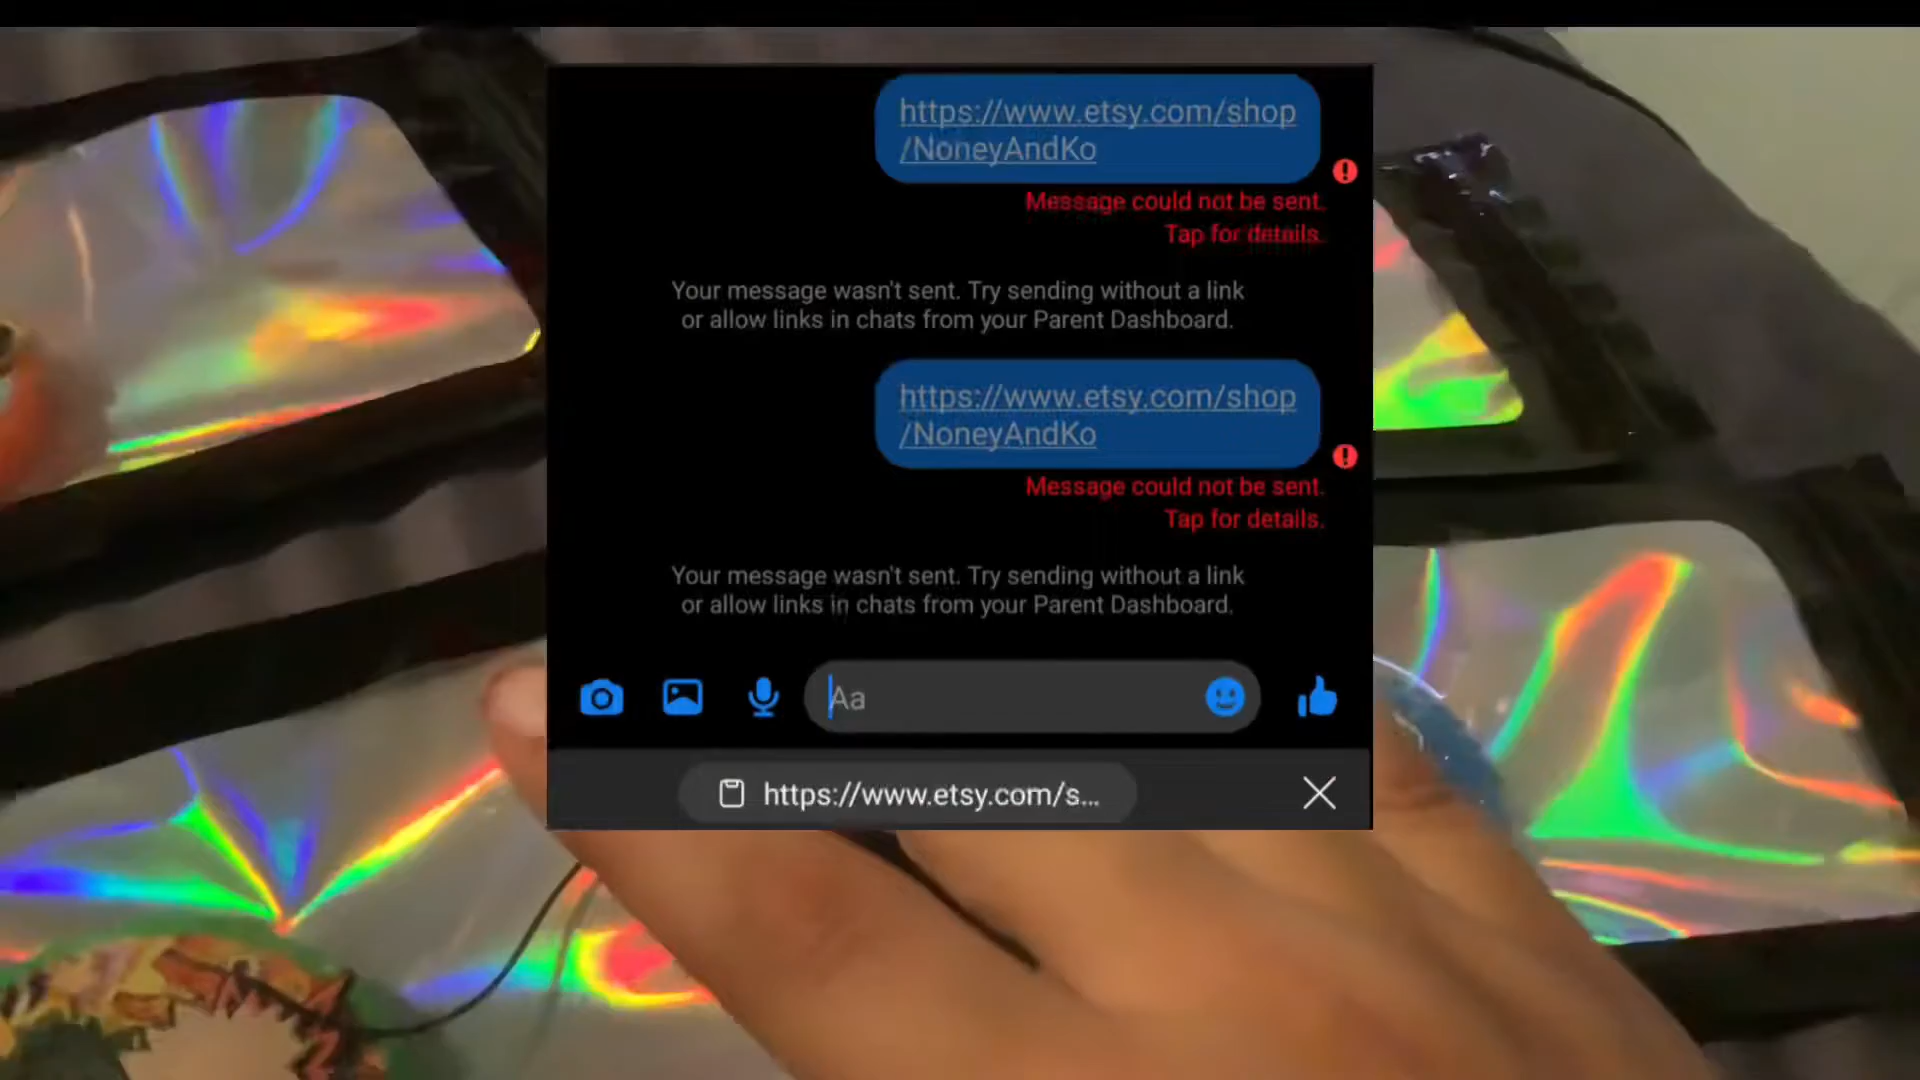 https://www.etsy.com/shop
/NoneyAndKo
Message could not be sent.
Tap for details.
Your message wasn't sent. Try sending without a link
or allow links in chats from your Parent Dashboard.
https://www.etsy.com/shop
/NoneyAndKo
Message could not be sent.
Tap for details.
Your message wasn't sent. Try sending without a link
or allow links in chats from your Parent Dashboard.
Aa
https://www.etsy.com/s...